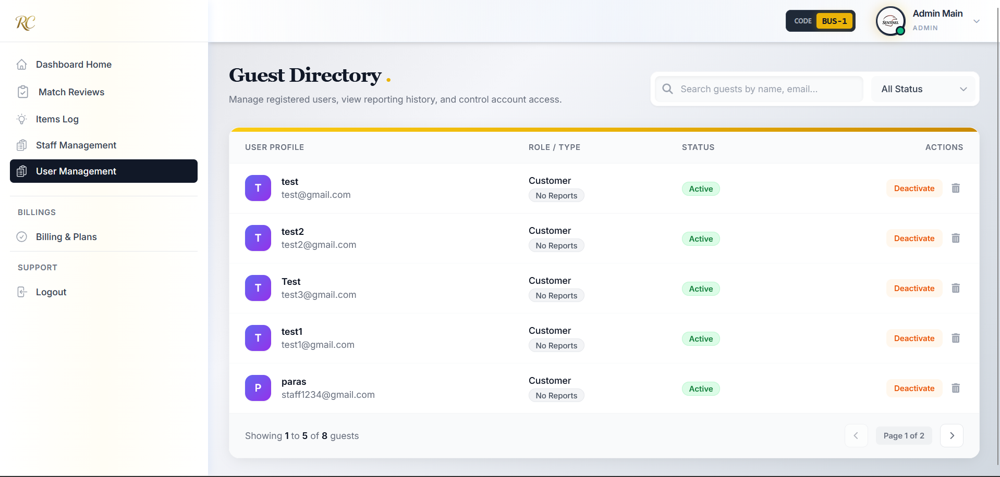 RC
CODE BUS-1
SENTINEL
Admin Main
ADMIN
Dashboard Home
Match Reviews
Items Log
Staff Management
User Management
BILLINGS
Billing & Plans
SUPPORT
Logout
Guest Directory .
Manage registered users, view reporting history, and control account access.
Search guests by name, email...
All Status
USER PROFILE ROLE / TYPE STATUS ACTIONS
T
test
test@gmail.com
Customer
No Reports
Active
Deactivate
T
test2
test2@gmail.com
Customer
No Reports
Active
Deactivate
T
Test
test3@gmail.com
Customer
No Reports
Active
Deactivate
T
test1
test1@gmail.com
Customer
No Reports
Active
Deactivate
P
paras
staff1234@gmail.com
Customer
No Reports
Active
Deactivate
Showing 1 to 5 of 8 guests
Page 1 of 2